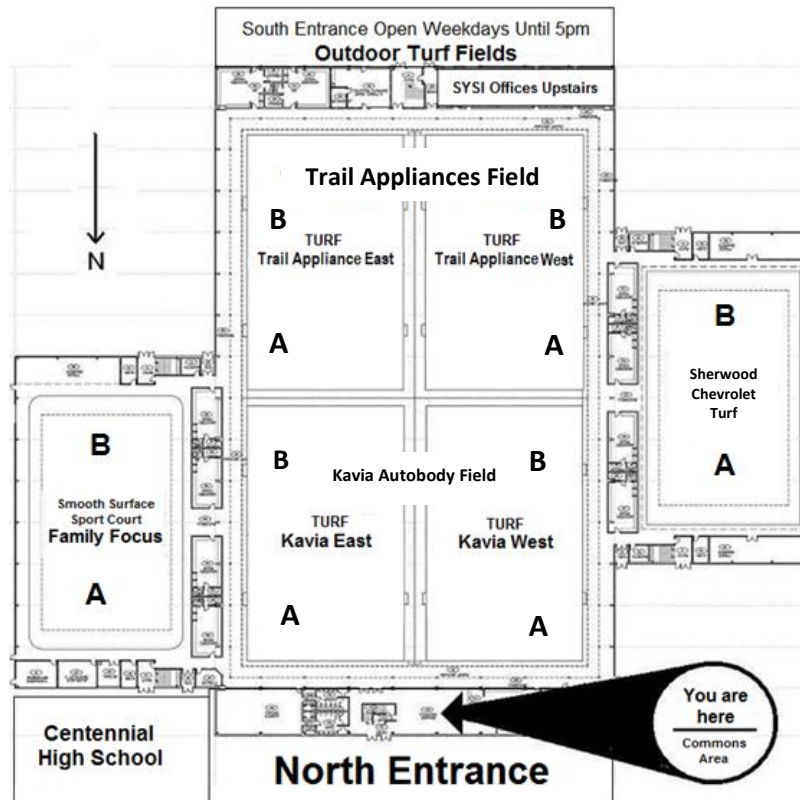 South Entrance Open Weekdays Until 5pm
Outdoor Turf Fields
SYSI Offices Upstairs
N
Trail Appliances Field
B
B
TURF
Trail Appliance East
TURF
Trail Appliance West
A
A
B
Sherwood
Chevrolet
Turf
A
B
Smooth Surface
Sport Court
Family Focus
A
B
B
Kavia Autobody Field
TURF
Kavia East
TURF
Kavia West
A
A
You are
here
Commons
Area
Centennial
High School
North Entrance